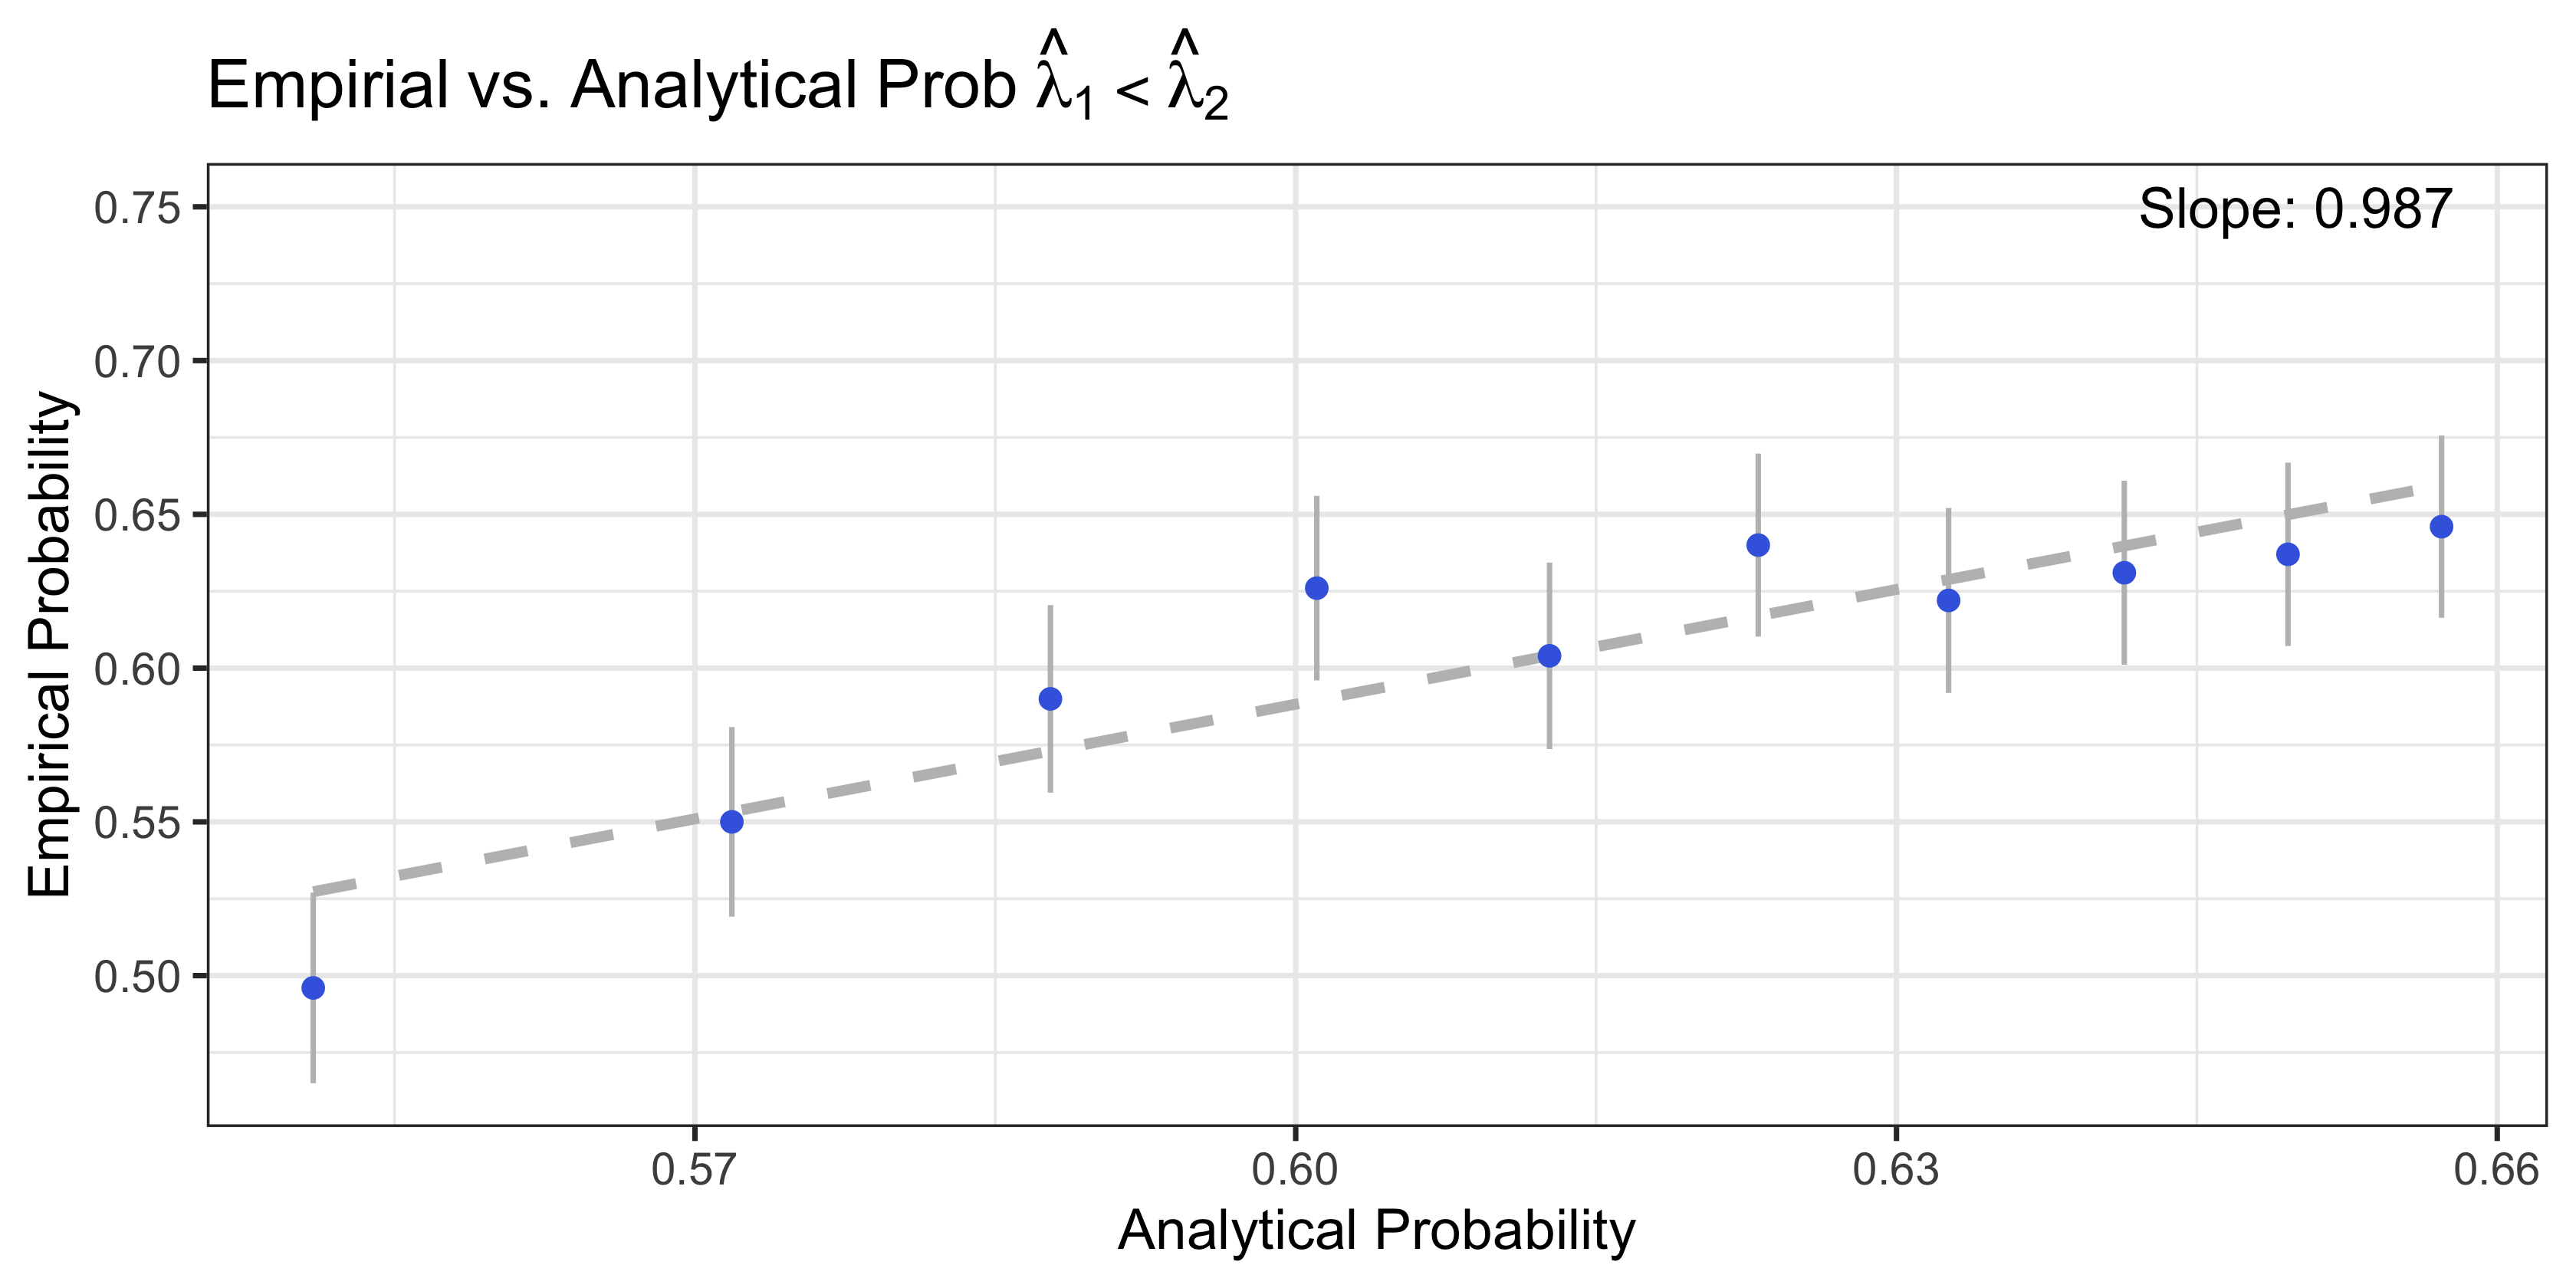 Empirial vs. Analytical Prob λ̂₁ < λ̂₂
Slope: 0.987
Empirical Probability
0.75
0.70
0.65
0.60
0.55
0.50
0.57 0.60 0.63 0.66
Analytical Probability